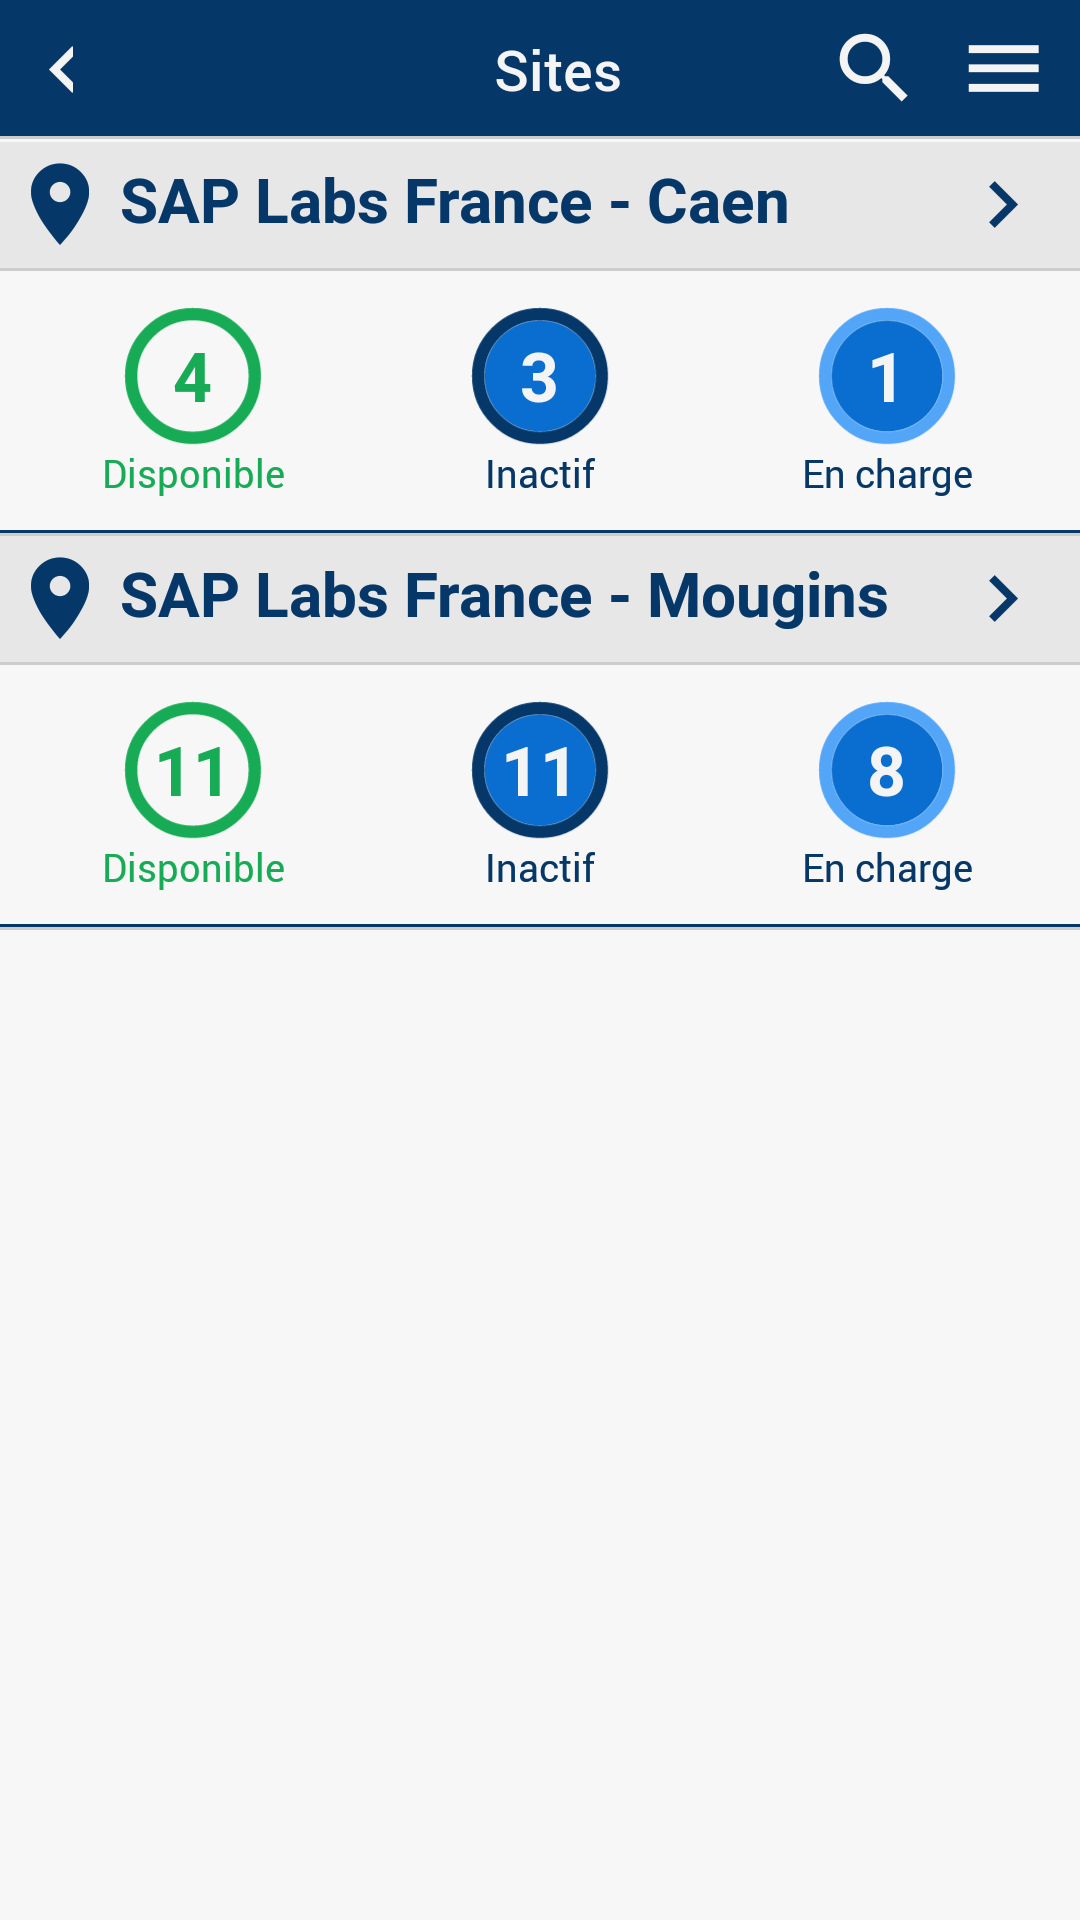 Sites
SAP Labs France - Caen
4 3 1
Disponible Inactif En charge
SAP Labs France - Mougins
11 11 8
Disponible Inactif En charge